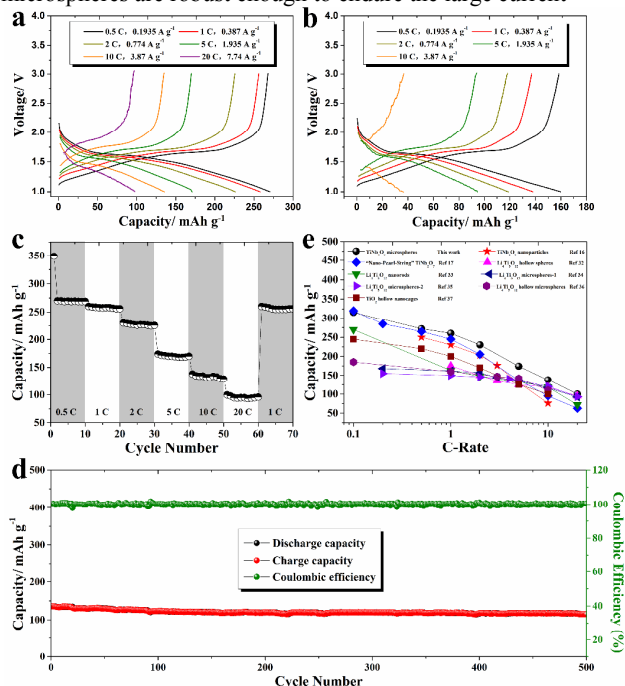 microspheres are robust enough to endure the large current
a
0.5 C, 0.1935 A g⁻¹ 1 C, 0.387 A g⁻¹
2 C, 0.774 A g⁻¹ 5 C, 1.935 A g⁻¹
10 C, 3.87 A g⁻¹ 20 C, 7.74 A g⁻¹
Voltage/ V
4.0
3.5
3.0
2.5
2.0
1.5
1.0
0 50 100 150 200 250 300
Capacity/ mAh g⁻¹
b
0.5 C, 0.1935 A g⁻¹ 1 C, 0.387 A g⁻¹
2 C, 0.774 A g⁻¹ 5 C, 1.935 A g⁻¹
10 C, 3.87 A g⁻¹
Voltage/ V
4.0
3.5
3.0
2.5
2.0
1.5
1.0
0 20 40 60 80 100 120 140 160
Capacity/ mAh g⁻¹
c
Capacity/ mAh g⁻¹
400
350
300
250
200
150
100
50
0.5 C 1 C 2 C 5 C 10 C 20 C 1 C
0 10 20 30 40 50 60 70
Cycle Number
e
TiNb₂O₇ microspheres This work TiNb₂O₇ nanoparticles Ref 16
"Nano-Pearl-String" TiNb₂O₇ Ref 17 Li₄Ti₅O₁₂ hollow spheres Ref 32
Li₄Ti₅O₁₂ nanorods Ref 33 Li₄Ti₅O₁₂ microspheres-1 Ref 34
Li₄Ti₅O₁₂ microspheres-2 Ref 35 Li₄Ti₅O₁₂ hollow microspheres Ref 36
TiO₂ hollow nanocages Ref 37
Capacity/ mAh g⁻¹
500
450
400
350
300
250
200
150
100
50
0.1 1 10
C-Rate
d
Capacity/ mAh g⁻¹
500
400
300
200
100
0
Discharge capacity
Charge capacity
Coulombic efficiency
120
100
80
60
40
Coulombic Efficiency (%)
0 100 200 300 400 500
Cycle Number